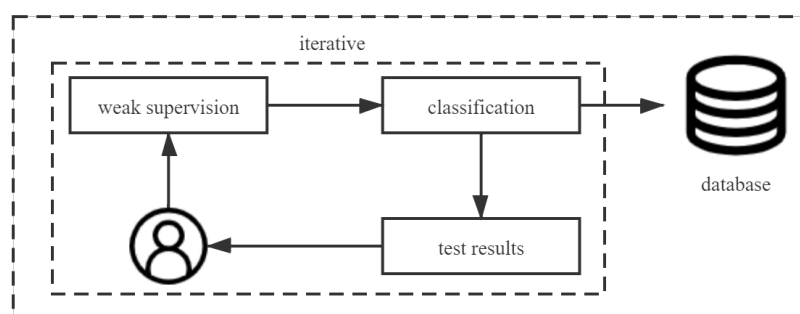 iterative
weak supervision
classification
database
test results